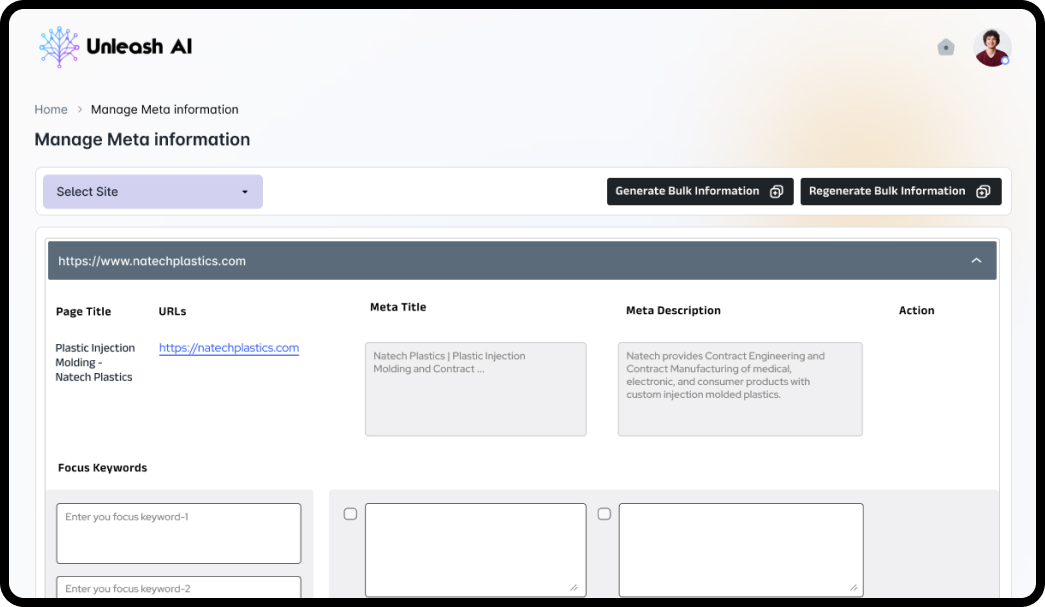 Unleash AI
Home > Manage Meta information
Manage Meta information
Select Site
Generate Bulk Information
Regenerate Bulk Information
https://www.natechplastics.com
Page Title
URLs
Meta Title
Meta Description
Action
Plastic Injection
Molding -
Natech Plastics
https://natechplastics.com
Natech Plastics | Plastic Injection
Molding and Contract ...
Natech provides Contract Engineering and
Contract Manufacturing of medical,
electronic, and consumer products with
custom injection molded plastics.
Focus Keywords
Enter you focus keyword-1
Enter you focus keyword-2